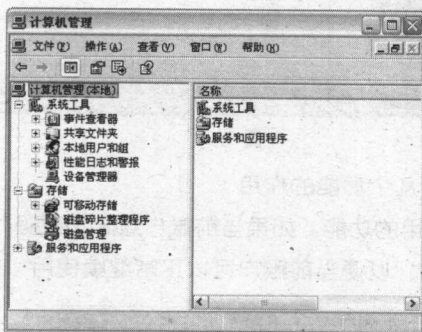 计算机管理
文件(F) 操作(A) 查看(V) 窗口(W) 帮助(H)
计算机管理(本地)
系统工具
事件查看器
共享文件夹
本地用户和组
性能日志和警报
设备管理器
存储
可移动存储
磁盘碎片整理程序
磁盘管理
服务和应用程序
名称
系统工具
存储
服务和应用程序